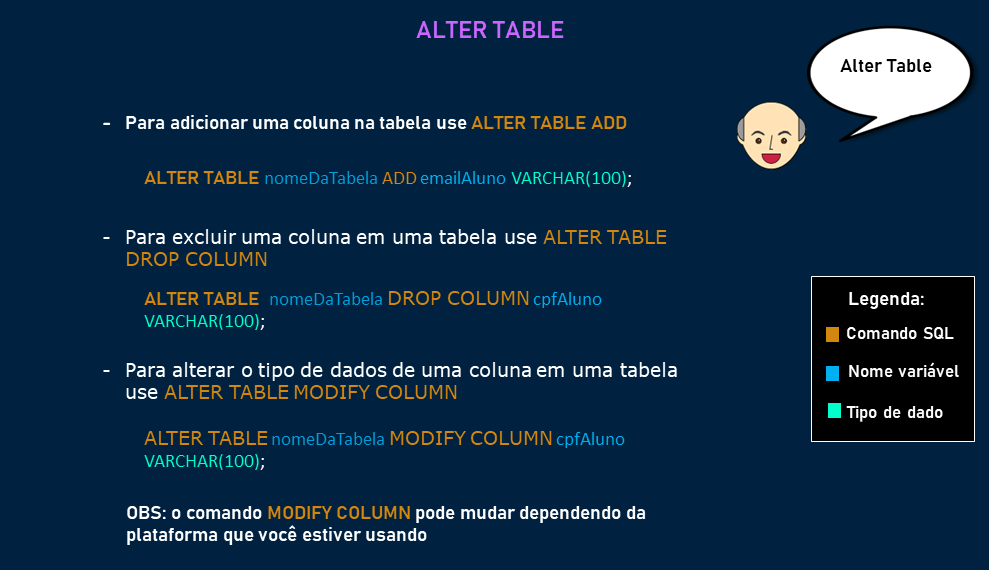 ALTER TABLE
Alter Table
- Para adicionar uma coluna na tabela use ALTER TABLE ADD
ALTER TABLE nomeDaTabela ADD emailAluno VARCHAR(100);
- Para excluir uma coluna em uma tabela use ALTER TABLE
DROP COLUMN
ALTER TABLE nomeDaTabela DROP COLUMN cpfAluno
VARCHAR(100);
- Para alterar o tipo de dados de uma coluna em uma tabela
use ALTER TABLE MODIFY COLUMN
ALTER TABLE nomeDaTabela MODIFY COLUMN cpfAluno
VARCHAR(100);
OBS: o comando MODIFY COLUMN pode mudar dependendo da
plataforma que você estiver usando
Legenda:
Comando SQL
Nome variável
Tipo de dado